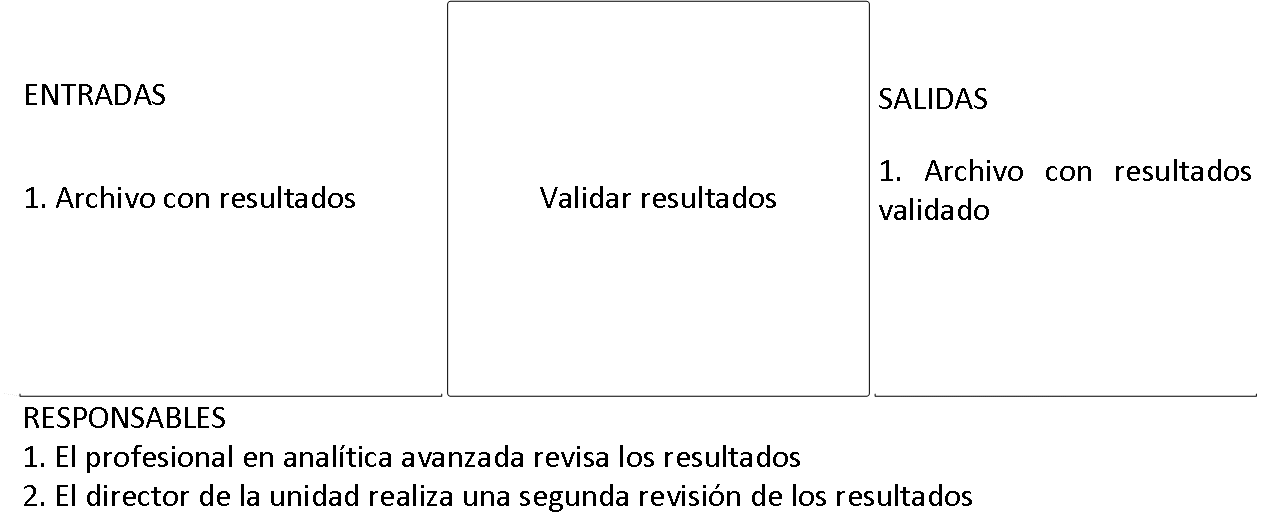 ENTRADAS
1. Archivo con resultados
Validar resultados
SALIDAS
1. Archivo con resultados
validado
RESPONSABLES
1. El profesional en analítica avanzada revisa los resultados
2. El director de la unidad realiza una segunda revisión de los resultados